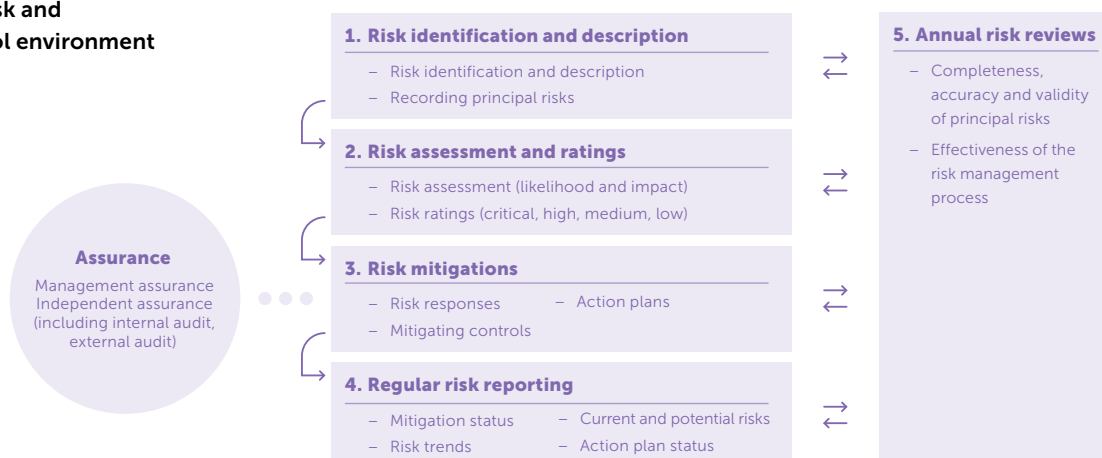 sk and
ol environment
1. Risk identification and description
– Risk identification and description
– Recording principal risks
2. Risk assessment and ratings
– Risk assessment (likelihood and impact)
– Risk ratings (critical, high, medium, low)
3. Risk mitigations
– Risk responses
– Action plans
– Mitigating controls
4. Regular risk reporting
– Mitigation status
– Current and potential risks
– Risk trends
– Action plan status
5. Annual risk reviews
– Completeness,
accuracy and validity
of principal risks
– Effectiveness of the
risk management
process
Assurance
Management assurance
Independent assurance
(including internal audit,
external audit)